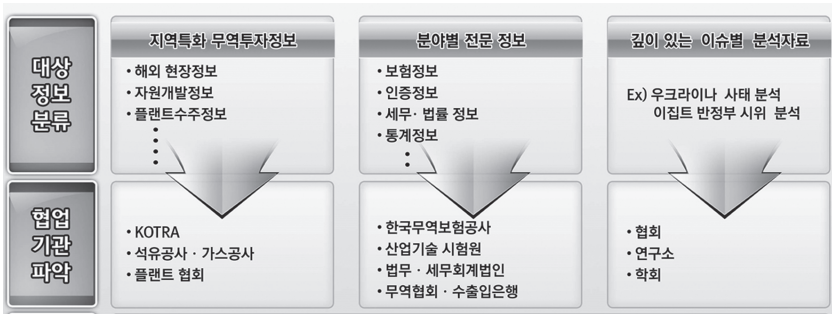 대상
정보
분류
지역특화 무역투자정보
• 해외 현장정보
• 자원개발정보
• 플랜트수주정보
분야별 전문 정보
• 보험정보
• 인증정보
• 세무 · 법률 정보
• 통계정보
깊이 있는 이슈별 분석자료
Ex) 우크라이나 사태 분석
이집트 반정부 시위 분석
협업
기관
파악
• KOTRA
• 석유공사 · 가스공사
• 플랜트 협회
• 한국무역보험공사
• 산업기술 시험원
• 법무 · 세무회계법인
• 무역협회 · 수출입은행
• 협회
• 연구소
• 학회